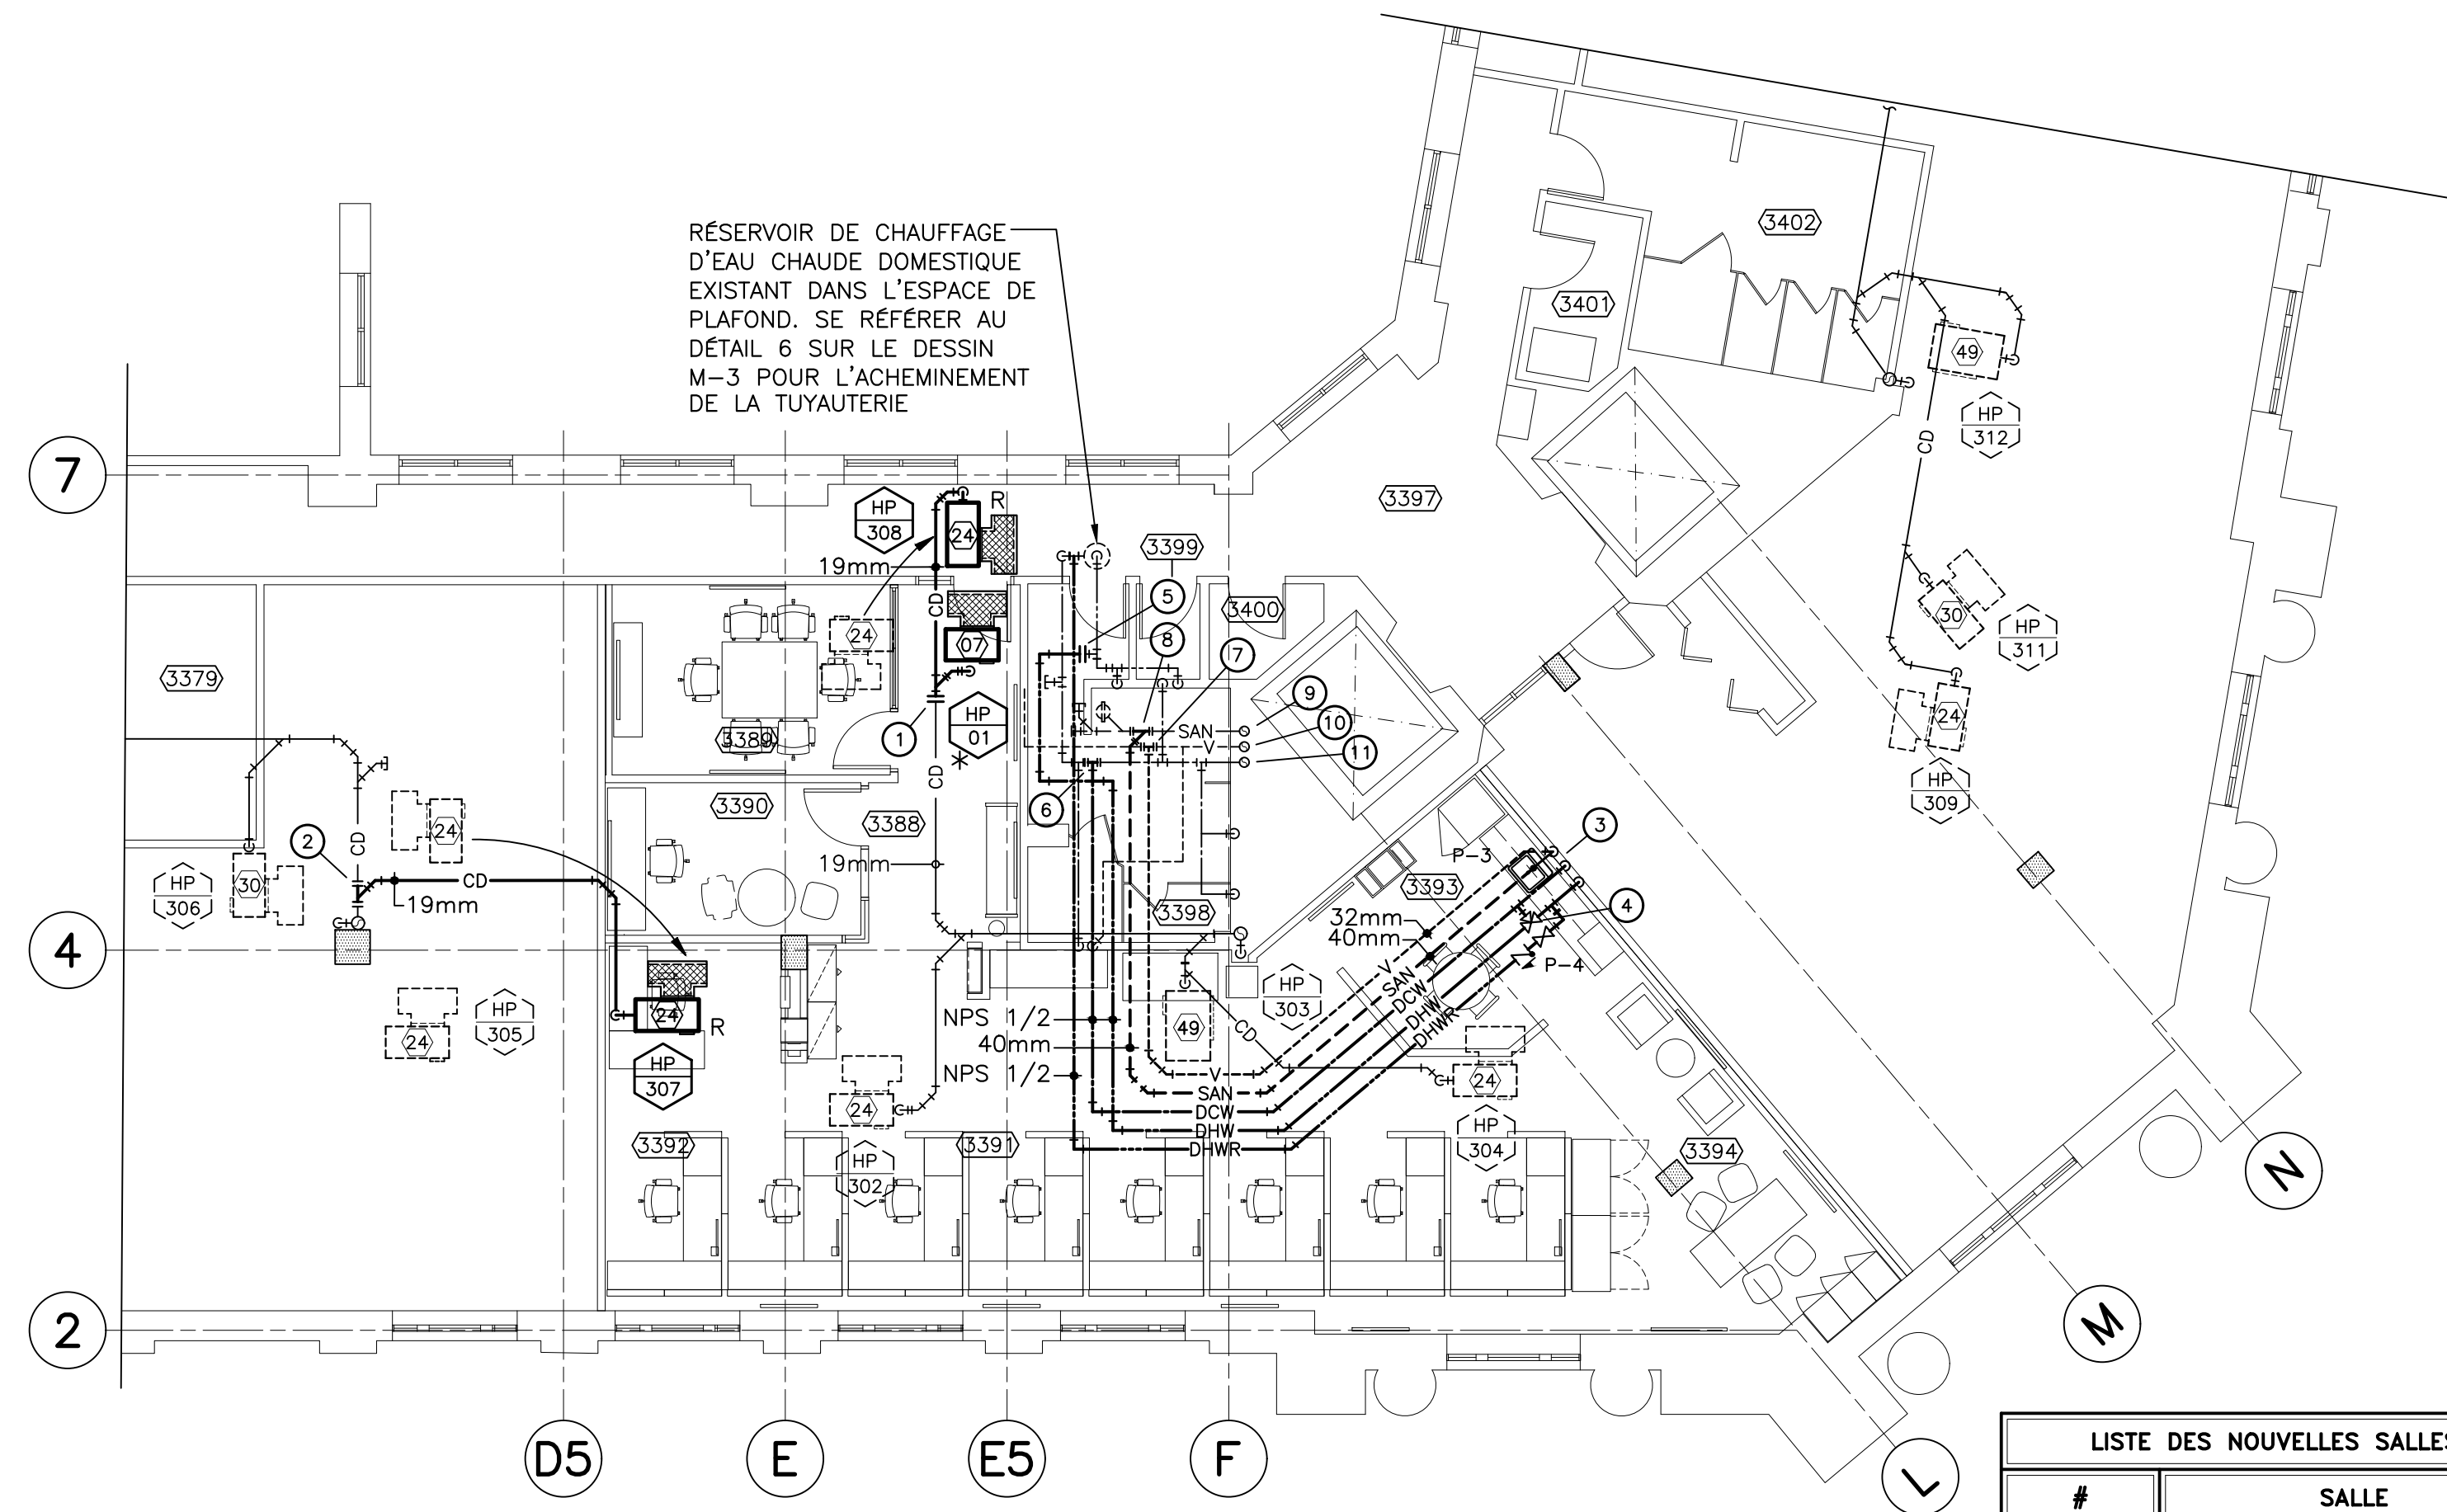 RÉSERVOIR DE CHAUFFAGE
D'EAU CHAUDE DOMESTIQUE
EXISTANT DANS L'ESPACE DE
PLAFOND. SE RÉFÉRER AU
DÉTAIL 6 SUR LE DESSIN
M-3 POUR L'ACHEMINEMENT
DE LA TUYAUTERIE
3402
3401
49
HP
312
CD
7
3397
HP
308
24
R
19mm
3399
5
CD
3400
24
07
8
7
30
HP
311
3379
9
HP
01
*
SAN
10
24
3389
1
V
11
CD
HP
309
3390
6
3388
2
CD
24
3
19mm
P-3
HP
306
30
CD
3393
19mm
3398
4
32mm
40mm
4
P-4
V
SAN
DCW
DHW
DHWR
HP
305
24
24
R
HP
303
NPS 1/2
49
CD
40mm
NPS 1/2
HP
307
24
V
24
SAN
DCW
DHW
DHWR
HP
304
3392
3391
3394
HP
302
N
2
M
D5
E
E5
F
L
LISTE DES NOUVELLES SALLES
#
SALLE